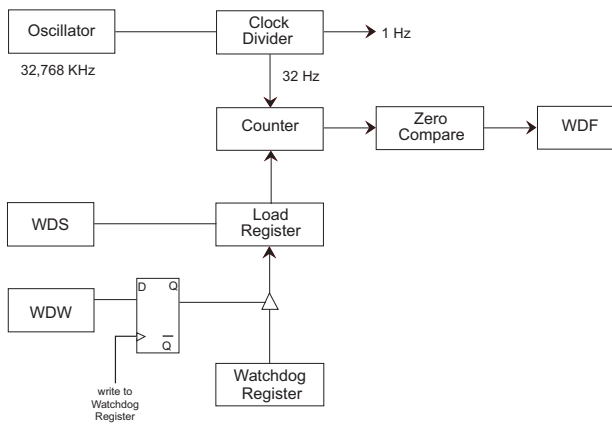 Oscillator
Clock
Divider
1 Hz
32,768 KHz
32 Hz
Counter
Zero
Compare
WDF
WDS
Load
Register
WDW
D
Q
Q
write to
Watchdog
Register
Watchdog
Register